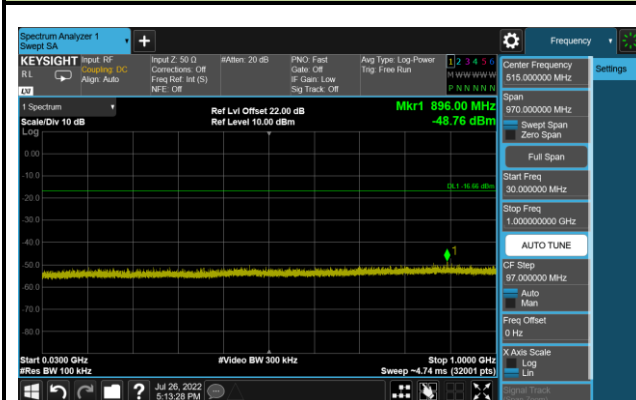 Spectrum Analyzer 1
Swept SA
+
Frequency
KEYSIGHT
RL
LXI
Input: RF
Coupling: DC
Align: Auto
Input Z: 50 Ω
Corrections: Off
Freq Ref: Int (S)
NFE: Off
#Atten: 20 dB
PNO: Fast
Gate: Off
IF Gain: Low
Sig Track: Off
Avg Type: Log-Power
Trig: Free Run
1 2 3 4 5 6
M W W W W W
P N N N N N
1 Spectrum
Scale/Div 10 dB
Log
Ref Lvl Offset 22.00 dB
Ref Level 10.00 dBm
Mkr1 896.00 MHz
-48.76 dBm
0.00
-10.0
-20.0
-30.0
-40.0
-50.0
-60.0
-70.0
-80.0
DL1 -16.66 dBm
1
Start 0.0300 GHz
#Res BW 100 kHz
#Video BW 300 kHz
Stop 1.0000 GHz
Sweep ~4.74 ms (32001 pts)
Center Frequency
515.000000 MHz
Settings
Span
970.000000 MHz
Swept Span
Zero Span
Full Span
Start Freq
30.000000 MHz
Stop Freq
1.000000000 GHz
AUTO TUNE
CF Step
97.000000 MHz
Auto
Man
Freq Offset
0 Hz
X Axis Scale
Log
Lin
Signal Track
?
Jul 26, 2022
5:13:28 PM